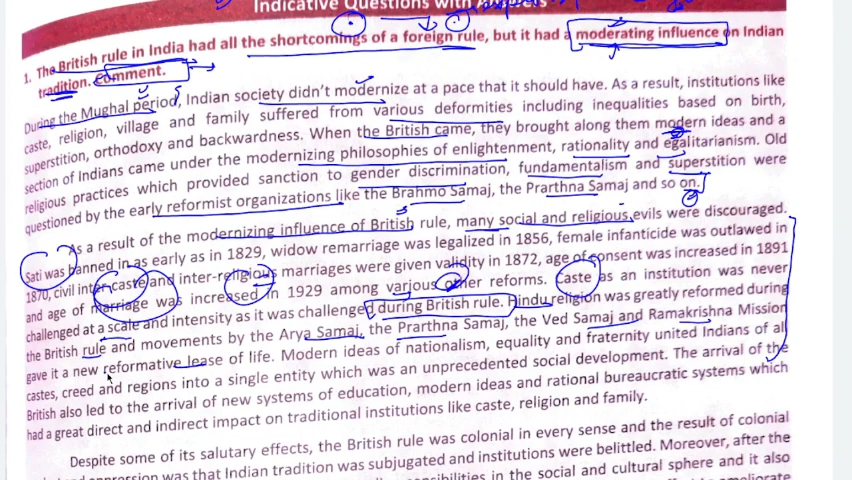 Indicative Questions with
1. The British rule in India had all the shortcomings of a foreign rule, but it had a moderating influence on Indian
tradition. Comment.
During the Mughal period, Indian society didn't modernize at a pace that it should have. As a result, institutions like
caste, religion, village and family suffered from various deformities including inequalities based on birth,
superstition, orthodoxy and backwardness. When the British came, they brought along them modern ideas and a
section of Indians came under the modernizing philosophies of enlightenment, rationality and egalitarianism. Old
religious practices which provided sanction to gender discrimination, fundamentalism and superstition were
questioned by the early reformist organizations like the Brahmo Samaj, the Prarthna Samaj and so on.
As a result of the modernizing influence of British rule, many social and religious evils were discouraged.
Sati was banned in as early as in 1829, widow remarriage was legalized in 1856, female infanticide was outlawed in
1870, civil inter-caste and inter-religious marriages were given validity in 1872, age of consent was increased in 1891
and age of marriage was increased in 1929 among various other reforms. Caste as an institution was never
challenged at a scale and intensity as it was challenged during British rule. Hindu religion was greatly reformed during
the British rule and movements by the Arya Samaj, the Prarthna Samaj, the Ved Samaj and Ramakrishna Mission
gave it a new reformative lease of life. Modern ideas of nationalism, equality and fraternity united Indians of all
castes, creed and regions into a single entity which was an unprecedented social development. The arrival of the
British also led to the arrival of new systems of education, modern ideas and rational bureaucratic systems which
had a great direct and indirect impact on traditional institutions like caste, religion and family.
Despite some of its salutary effects, the British rule was colonial in every sense and the result of colonial
was that Indian tradition was subjugated and institutions were belittled. Moreover, after the
in the social and cultural sphere and it also